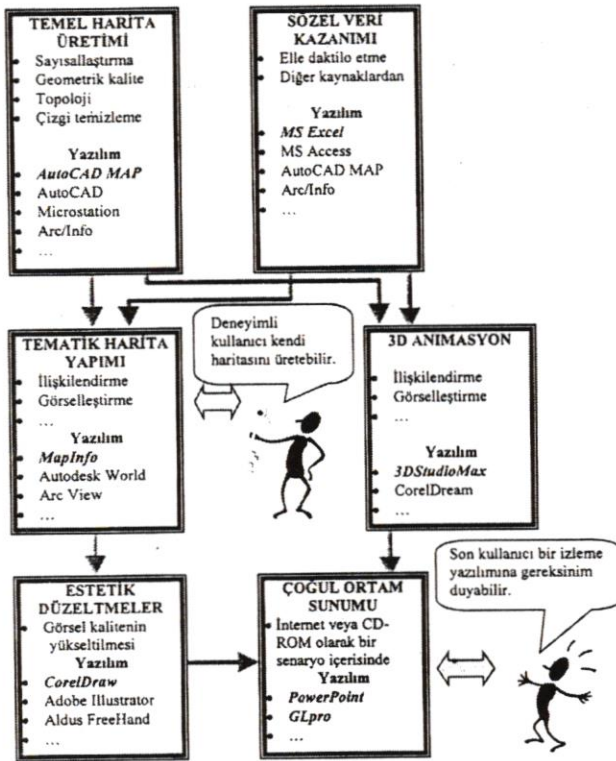 TEMEL HARİTA
ÜRETİMİ
• Sayısallaştırma
• Geometrik kalite
• Topoloji
• Çizgi temizleme
Yazılım
• AutoCAD MAP
• AutoCAD
• Microstation
• Arc/Info
• ...
SÖZEL VERİ
KAZANIMI
• Elle daktilo etme
• Diğer kaynaklardan
Yazılım
• MS Excel
• MS Access
• AutoCAD MAP
• Arc/Info
• ...
TEMATİK HARİTA
YAPIMI
• İlişkilendirme
• Görselleştirme
• ...
Yazılım
• MapInfo
• Autodesk World
• Arc View
• ...
Deneyimli
kullanıcı kendi
haritasını üretebilir.
3D ANIMASYON
• İlişkilendirme
• Görselleştirme
• ...
Yazılım
• 3DStudioMax
• CorelDream
• ...
ESTETİK
DÜZELTMELER
• Görsel kalitenin
yükseltilmesi
Yazılım
• CorelDraw
• Adobe Illustrator
• Aldus FreeHand
• ...
ÇOĞUL ORTAM
SUNUMU
• İnternet veya CD-
ROM olarak bir
senaryo içerisinde
Yazılım
• PowerPoint
• GLpro
• ...
Son kullanıcı bir izleme
yazılımına gereksinim
duyabilir.